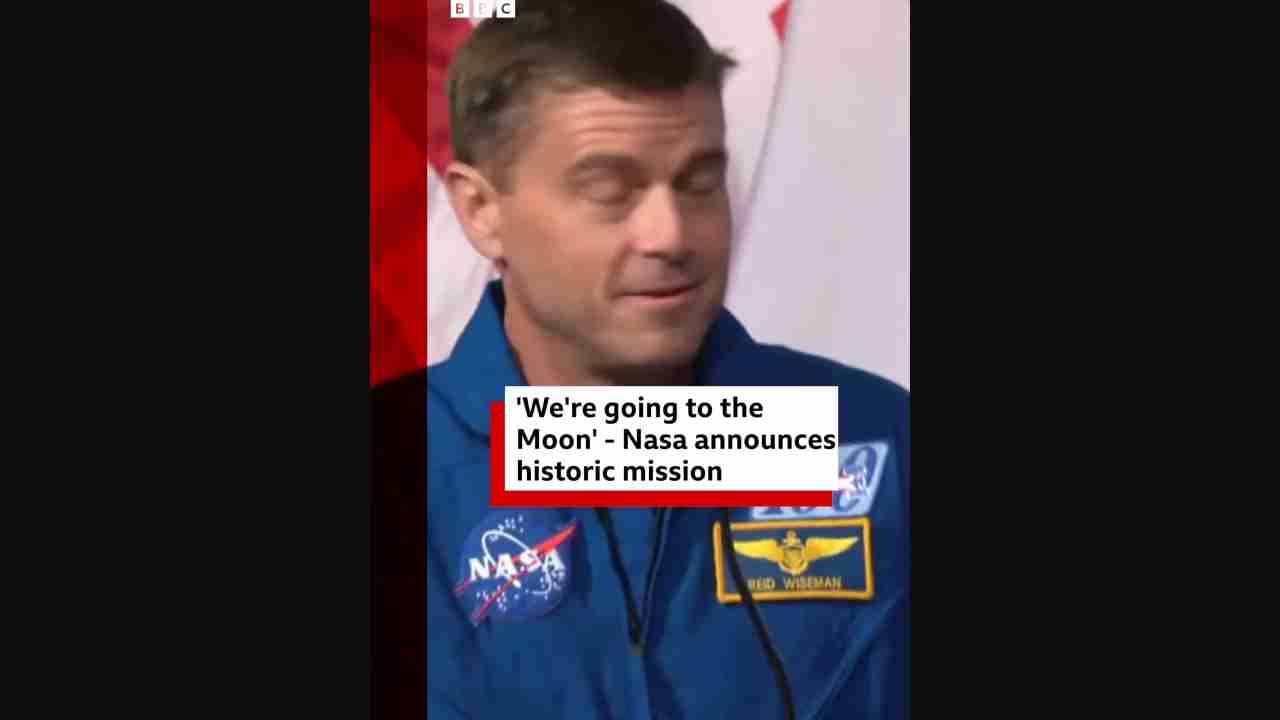 BBC
'We're going to the
Moon' - Nasa announces
historic mission
NASA
REID WISEMAN